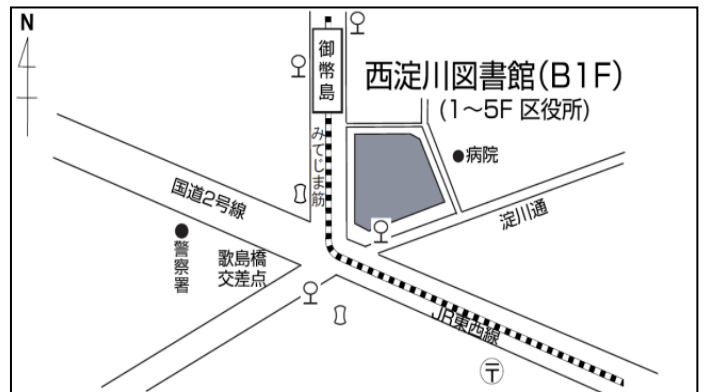 N
御幣島
西淀川図書館(B1F)
(1～5F 区役所)
みてじま筋
病院
国道2号線
淀川通
警察署
歌島橋
交差点
JR東西線
〒